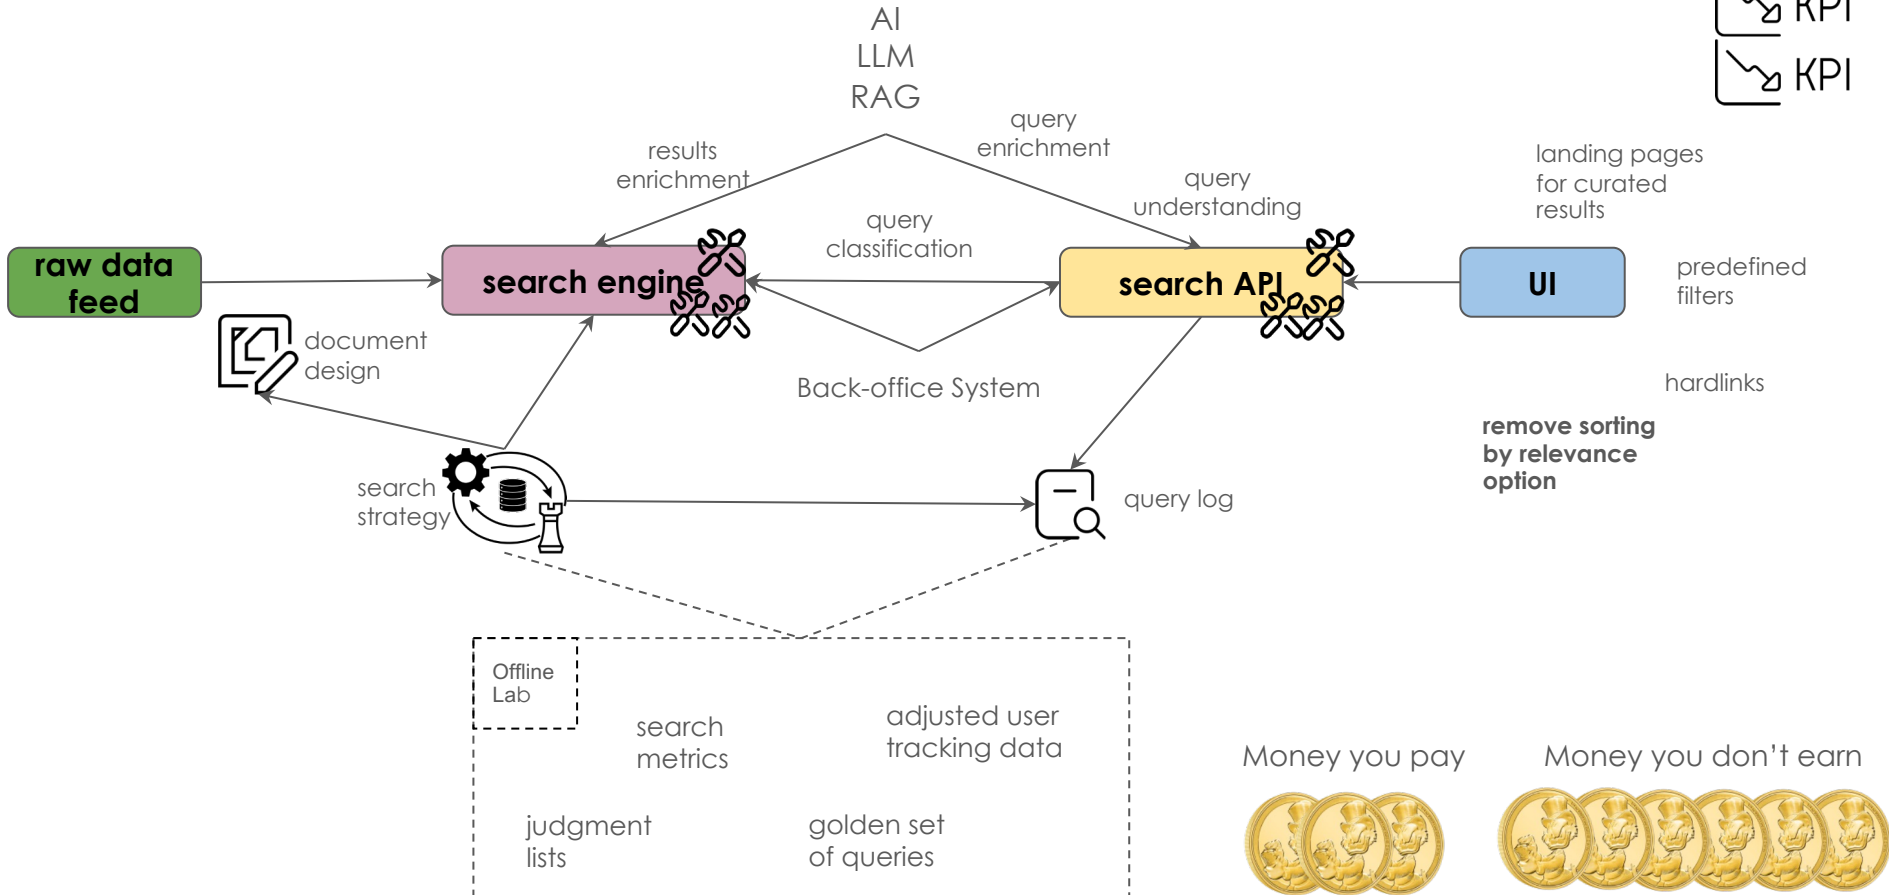 AI
LLM
RAG
KPI
KPI
query
enrichment
results
enrichment
query
understanding
landing pages
for curated
results
query
classification
raw data
feed
search engine
search API
UI
predefined
filters
document
design
Back-office System
hardlinks
remove sorting
by relevance
option
search
strategy
query log
Offline
Lab
search
metrics
adjusted user
tracking data
judgment
lists
golden set
of queries
Money you pay
Money you don't earn